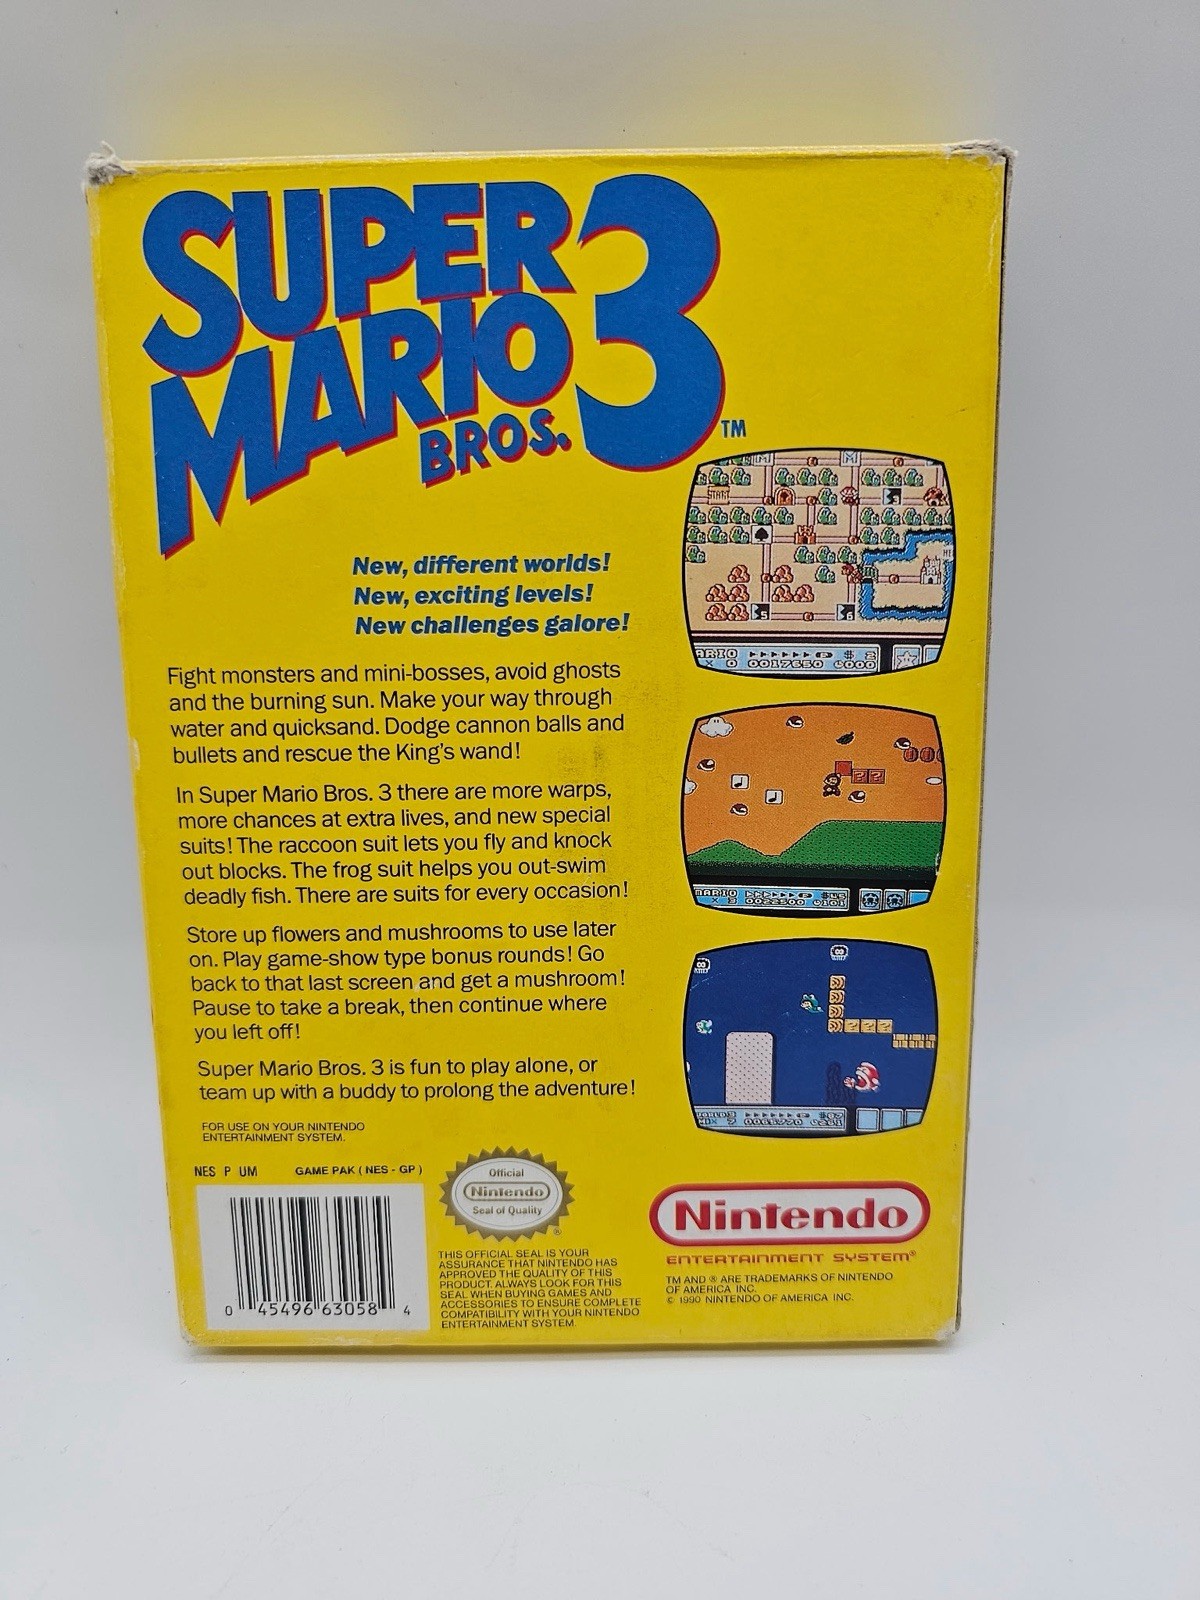 SUPER
MARIO
BROS. 3 TM
New, different worlds!
New, exciting levels!
New challenges galore!
Fight monsters and mini-bosses, avoid ghosts
and the burning sun. Make your way through
water and quicksand. Dodge cannon balls and
bullets and rescue the King's wand!
In Super Mario Bros. 3 there are more warps,
more chances at extra lives, and new special
suits! The raccoon suit lets you fly and knock
out blocks. The frog suit helps you out-swim
deadly fish. There are suits for every occasion!
Store up flowers and mushrooms to use later
on. Play game-show type bonus rounds! Go
back to that last screen and get a mushroom!
Pause to take a break, then continue where
you left off!
Super Mario Bros. 3 is fun to play alone, or
team up with a buddy to prolong the adventure!
FOR USE ON YOUR NINTENDO
ENTERTAINMENT SYSTEM.
NES P UM GAME PAK ( NES - GP )
0 45496 63058 4
Official
Nintendo
Seal of Quality
®
THIS OFFICIAL SEAL IS YOUR
ASSURANCE THAT NINTENDO HAS
APPROVED THE QUALITY OF THIS
PRODUCT. ALWAYS LOOK FOR THIS
SEAL WHEN BUYING GAMES AND
ACCESSORIES TO ENSURE COMPLETE
COMPATIBILITY WITH YOUR NINTENDO
ENTERTAINMENT SYSTEM.
START
ARIO P $ 2
× 0 0017650
MARIO P
Nintendo
ENTERTAINMENT SYSTEM®
TM AND ® ARE TRADEMARKS OF NINTENDO
OF AMERICA INC.
© 1990 NINTENDO OF AMERICA INC.